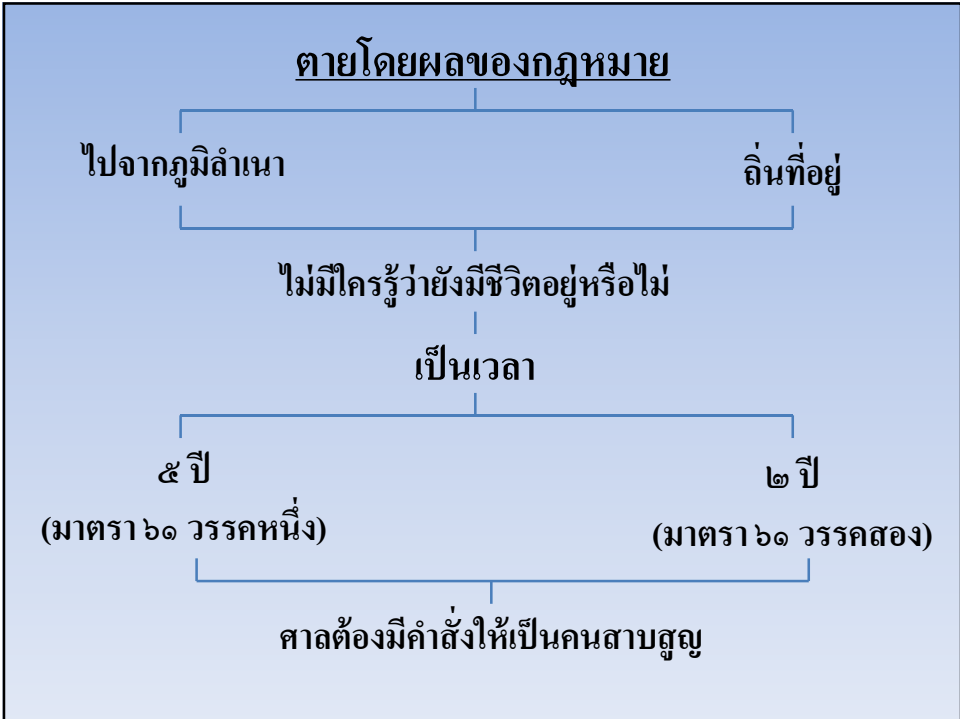 ตายโดยผลของกฎหมาย
ไปจากภูมิลำเนา
ถิ่นที่อยู่
ไม่มีใครรู้ว่ายังมีชีวิตอยู่หรือไม่
เป็นเวลา
๕ ปี
(มาตรา ๖๑ วรรคหนึ่ง)
๒ ปี
(มาตรา ๖๑ วรรคสอง)
ศาลต้องมีคำสั่งให้เป็นคนสาบสูญ